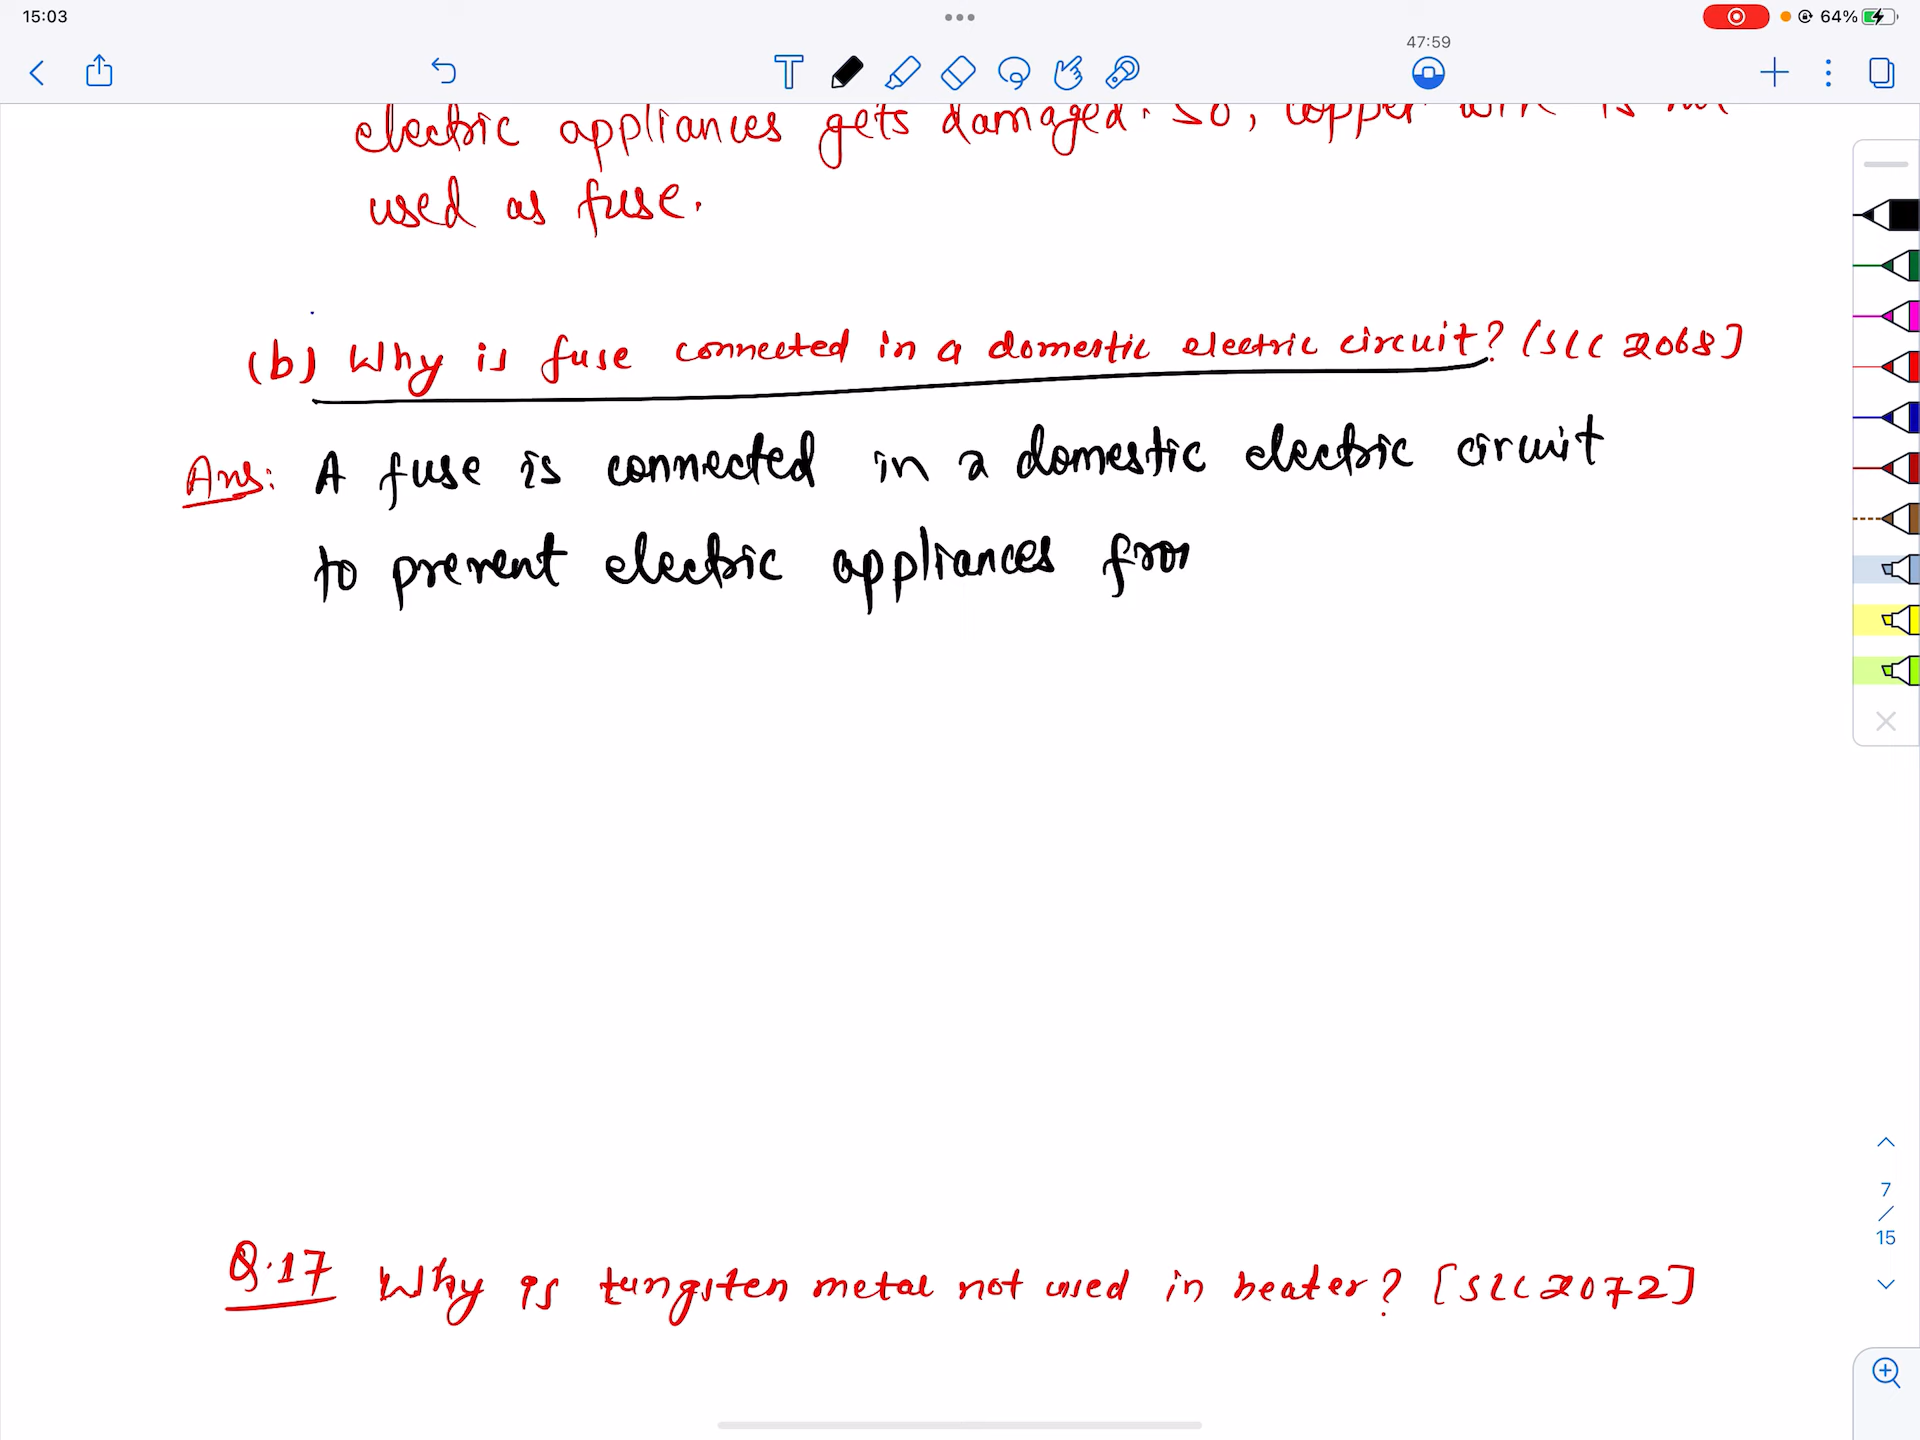 15:03
64%
47:59
electric appliances gets damaged. So, copper wire is not
used as fuse.
(b) Why is fuse connected in a domestic electric circuit? [SLC 2068]
Ans: A fuse is connected in a domestic electric circuit
to prevent electric appliances from
7
/
15
Q.17 Why is tungsten metal not used in heater? [SLC 2072]